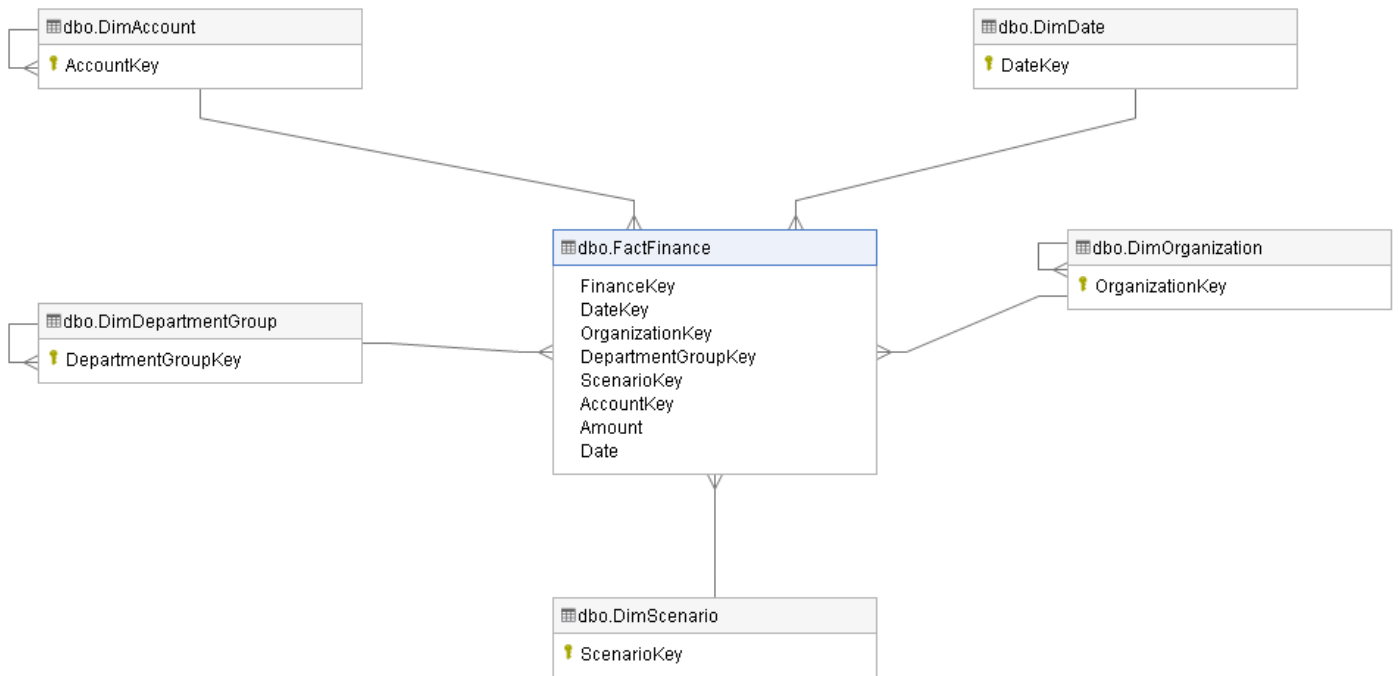 dbo.DimAccount
AccountKey
dbo.DimDate
DateKey
dbo.FactFinance
FinanceKey
DateKey
OrganizationKey
DepartmentGroupKey
ScenarioKey
AccountKey
Amount
Date
dbo.DimOrganization
OrganizationKey
dbo.DimDepartmentGroup
DepartmentGroupKey
dbo.DimScenario
ScenarioKey